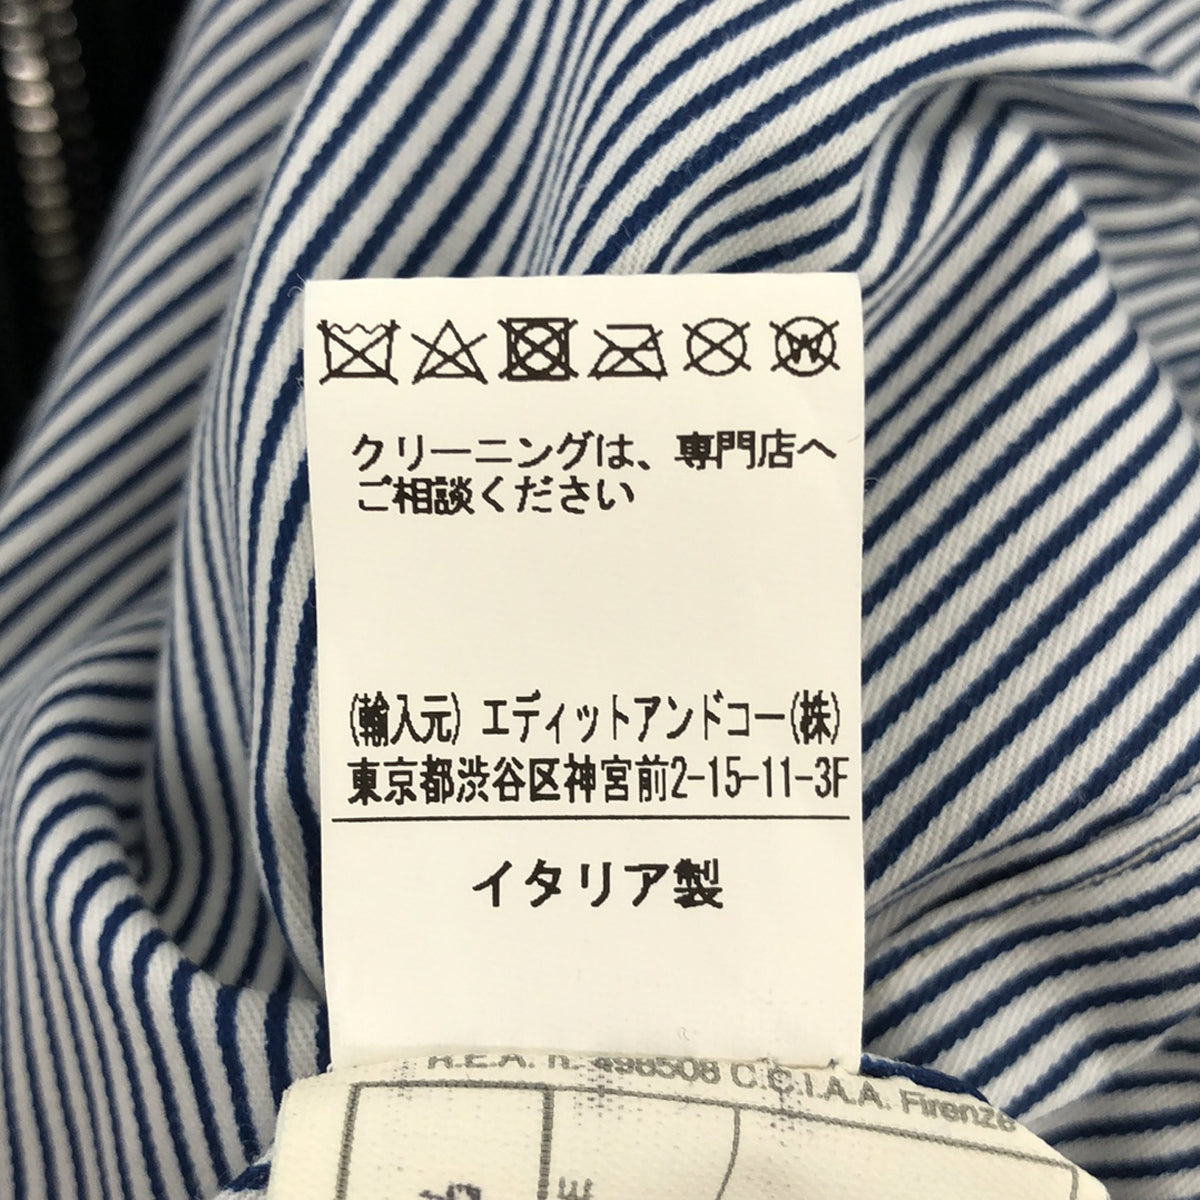 W
クリーニングは、専門店へ
ご相談ください
(輸入元) エディットアンドコー(株)
東京都渋谷区神宮前2-15-11-3F
イタリア製
R.E.A. n. 498508 C.C.I.A.A. Firenze